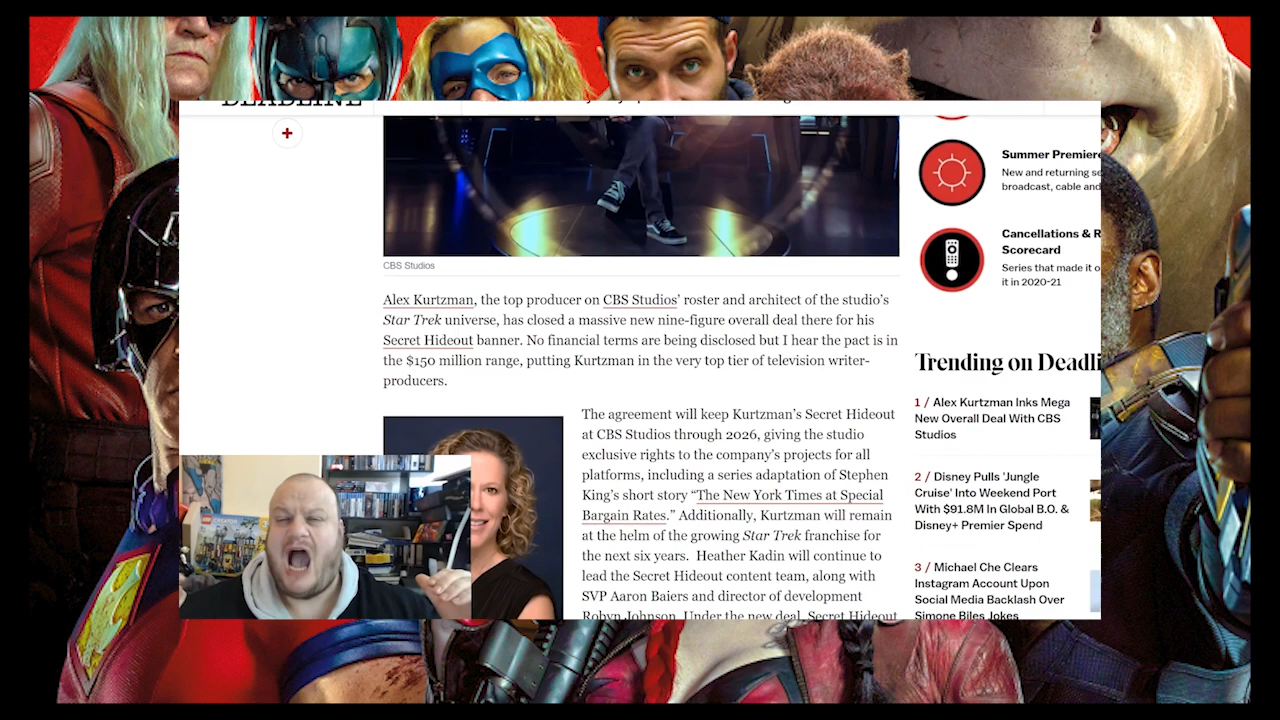 DEADLINE
CBS Studios
Alex Kurtzman, the top producer on CBS Studios' roster and architect of the studio's
Star Trek universe, has closed a massive new nine-figure overall deal there for his
Secret Hideout banner. No financial terms are being disclosed but I hear the pact is in
the $150 million range, putting Kurtzman in the very top tier of television writer-
producers.
The agreement will keep Kurtzman's Secret Hideout
at CBS Studios through 2026, giving the studio
exclusive rights to the company's projects for all
platforms, including a series adaptation of Stephen
King's short story “The New York Times at Special
Bargain Rates.” Additionally, Kurtzman will remain
at the helm of the growing Star Trek franchise for
the next six years. Heather Kadin will continue to
lead the Secret Hideout content team, along with
SVP Aaron Baiers and director of development
Robyn Johnson. Under the new deal, Secret Hideout
Summer Premiere
New and returning se
broadcast, cable and
Cancellations & R
Scorecard
Series that made it o
it in 2020-21
Trending on Deadli
1 / Alex Kurtzman Inks Mega
New Overall Deal With CBS
Studios
2 / Disney Pulls 'Jungle
Cruise' Into Weekend Port
With $91.8M In Global B.O. &
Disney+ Premier Spend
3 / Michael Che Clears
Instagram Account Upon
Social Media Backlash Over
Simone Biles Jokes